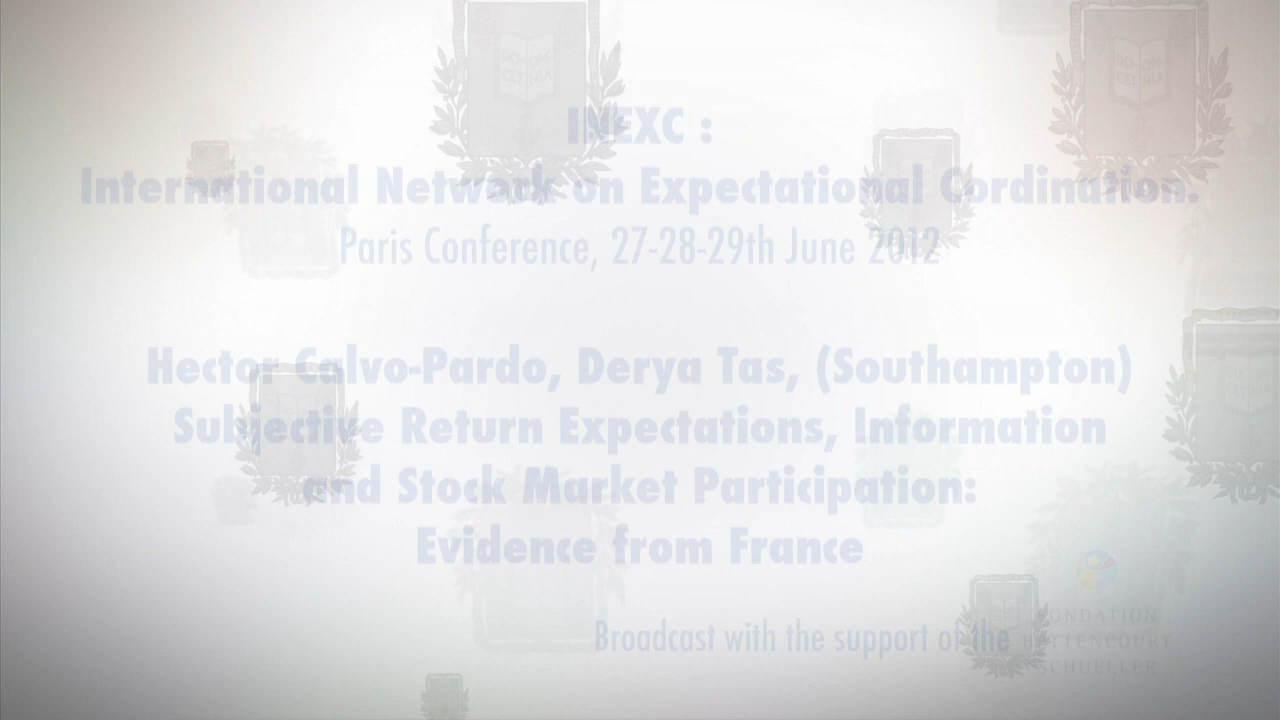 INEXC :
International Network on Expectational Cordination.
Paris Conference, 27-28-29th June 2012
Hector Calvo-Pardo, Derya Tas, (Southampton)
Subjective Return Expectations, Information
and Stock Market Participation:
Evidence from France
Broadcast with the support of the
FONDATION
BETTENCOURT
SCHUELLER